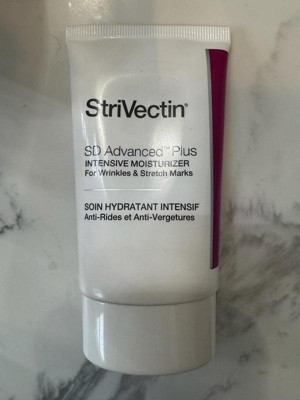 StriVectin®
SD Advanced™ Plus
INTENSIVE MOISTURIZER
For Wrinkles & Stretch Marks
SOIN HYDRATANT INTENSIF
Anti-Rides et Anti-Vergetures